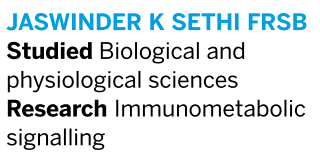 JASWINDER K SETHI FRSB
Studied Biological and
physiological sciences
Research Immunometabolic
signalling